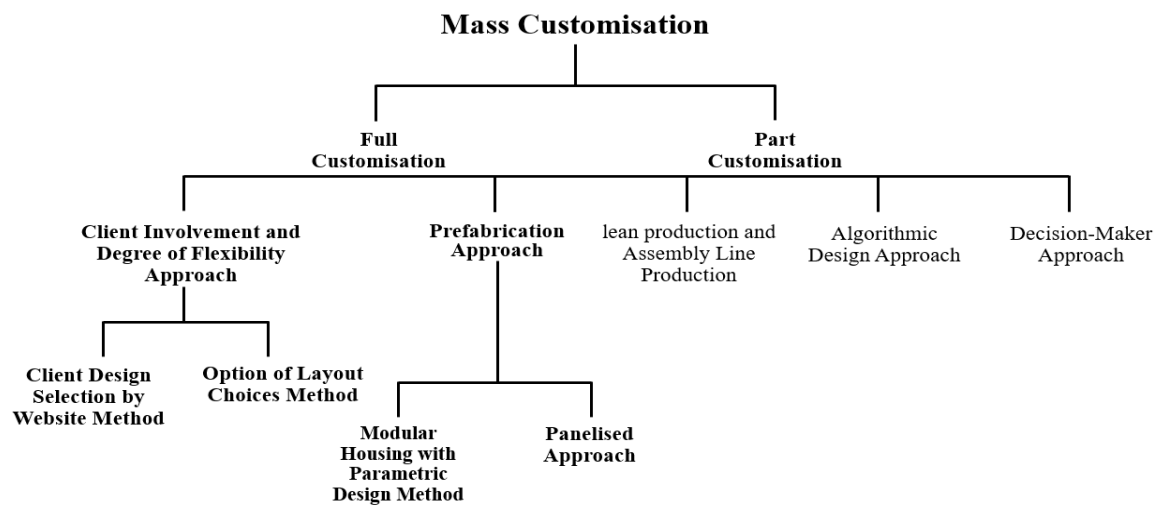 Mass Customisation
Full
Customisation
Part
Customisation
Client Involvement and
Degree of Flexibility
Approach
Prefabrication
Approach
lean production and
Assembly Line
Production
Algorithmic
Design Approach
Decision-Maker
Approach
Client Design
Selection by
Website Method
Option of Layout
Choices Method
Modular
Housing with
Parametric
Design Method
Panelised
Approach